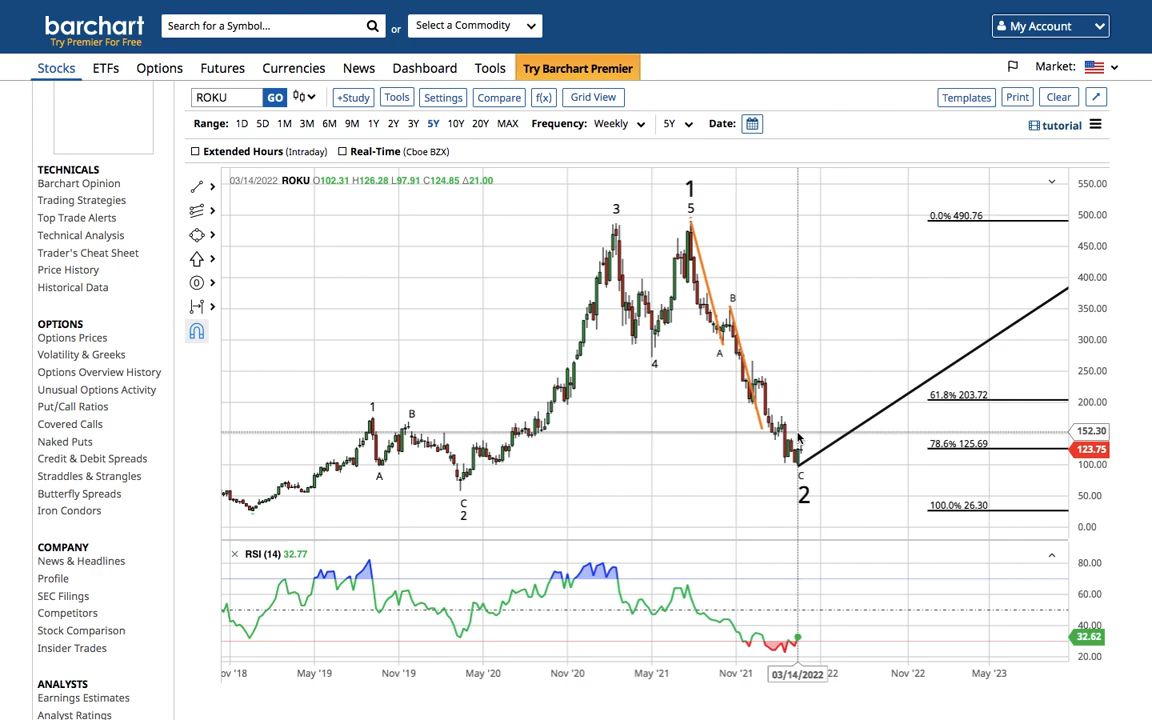 barchart
Try Premier For Free
Search for a Symbol...
or
Select a Commodity
My Account
Stocks ETFs Options Futures Currencies News Dashboard Tools Try Barchart Premier
Market:
TECHNICALS
Barchart Opinion
Trading Strategies
Top Trade Alerts
Technical Analysis
Trader's Cheat Sheet
Price History
Historical Data
OPTIONS
Options Prices
Volatility & Greeks
Options Overview History
Unusual Options Activity
Put/Call Ratios
Covered Calls
Naked Puts
Credit & Debit Spreads
Butterfly Spreads
Straddles & Strangles
Iron Condors
COMPANY
News & Headlines
Profile
SEC Filings
Competitors
Stock Comparison
Insider Trades
ANALYSTS
Earnings Estimates
Analyst Ratings
ROKU GO +Study Tools Settings Compare f(x) Grid View Templates Print Clear
Range: 1D 5D 1M 3M 6M 9M 1Y 2Y 3Y 5Y 10Y 20Y MAX Frequency: Weekly 5Y Date:
tutorial
Extended Hours (Intraday) Real-Time (Cboe BZX)
03/14/2022 ROKU O102.31 H126.28 L97.91 C124.85 Δ21.00
550.00
500.00
450.00
400.00
350.00
300.00
250.00
200.00
152.30
123.75
100.00
50.00
0.00
0.0% 490.76
61.8% 203.72
78.6% 125.69
100.0% 26.30
1
A
B
C
2
3
4
1
5
A
B
C
2
RSI (14) 32.77
80.00
60.00
40.00
32.62
20.00
ov '18 May '19 Nov '19 May '20 Nov '20 May '21 Nov '21 03/14/2022 22 Nov '22 May '23